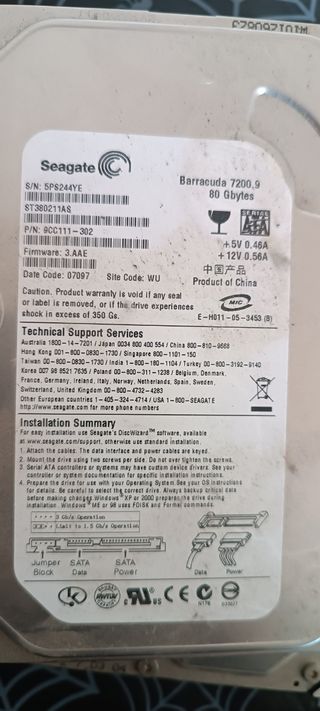 Seagate
Barracuda 7200.9
80 Gbytes
S/N: 5PS244YE
ST380211AS
SERIAL
ATA
P/N: 9CC111-302
+5V 0.46A
+12V 0.56A
Firmware: 3.AAE
中国产品
Product of China
Date Code: 07097 Site Code: WU
Caution. Product warranty is void if any seal
or label is removed, or if the drive experiences
shock in excess of 350 Gs.
MIC
E-H011-05-3453 (B)
Technical Support Services
Australia 1800-14-7201 / Japan 0034 800 400 554 / China 800-810-9668
Hong Kong 001-800-0830-1730 / Singapore 800-1101-150
Taiwan 00-800-0830-1730 / India 1-800-180-1104 / Turkey 00-800-3192-9140
Korea 007 98 8521 7635 / Poland 00-800-311-1238 / Belgium, Denmark,
France, Germany, Ireland, Italy, Norway, Netherlands, Spain, Sweden,
Switzerland, United Kingdom 00-800-4732-4283
Other European countries 1-405-324-4714 / USA 1-800-SEAGATE
http://www.seagate.com for more phone numbers
Installation Summary
For easy installation use Seagate's DiscWizard™ software, available
at www.seagate.com/support, otherwise use standard installation.
1. Attach the cables. The data interface and power cables are keyed.
2. Mount the drive using two screws per side. Do not over tighten the screws.
3. Serial ATA controllers or systems may have custom device drivers. See your
controller or system documentation for specific installation instructions.
4. Prepare the drive for use with your Operating System. See your OS instructions
for details. Be careful to select the correct drive. Always backup critical data
before making changes. Windows® XP or 2000 prepares the drive during
installation. Windows® ME or 98 uses FDISK and Format commands.
3 Gb/s Operation
Limit to 1.5 Gb/s Operation
Jumper
Block
SATA
Data
SATA
Power
Data
Power
c
US
CE
N176